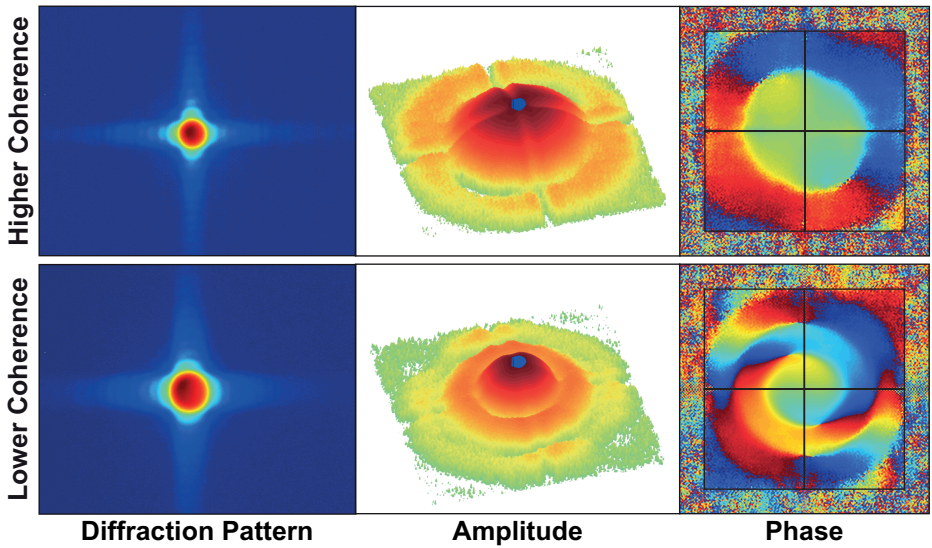 Higher Coherence
Lower Coherence
Diffraction Pattern
Amplitude
Phase